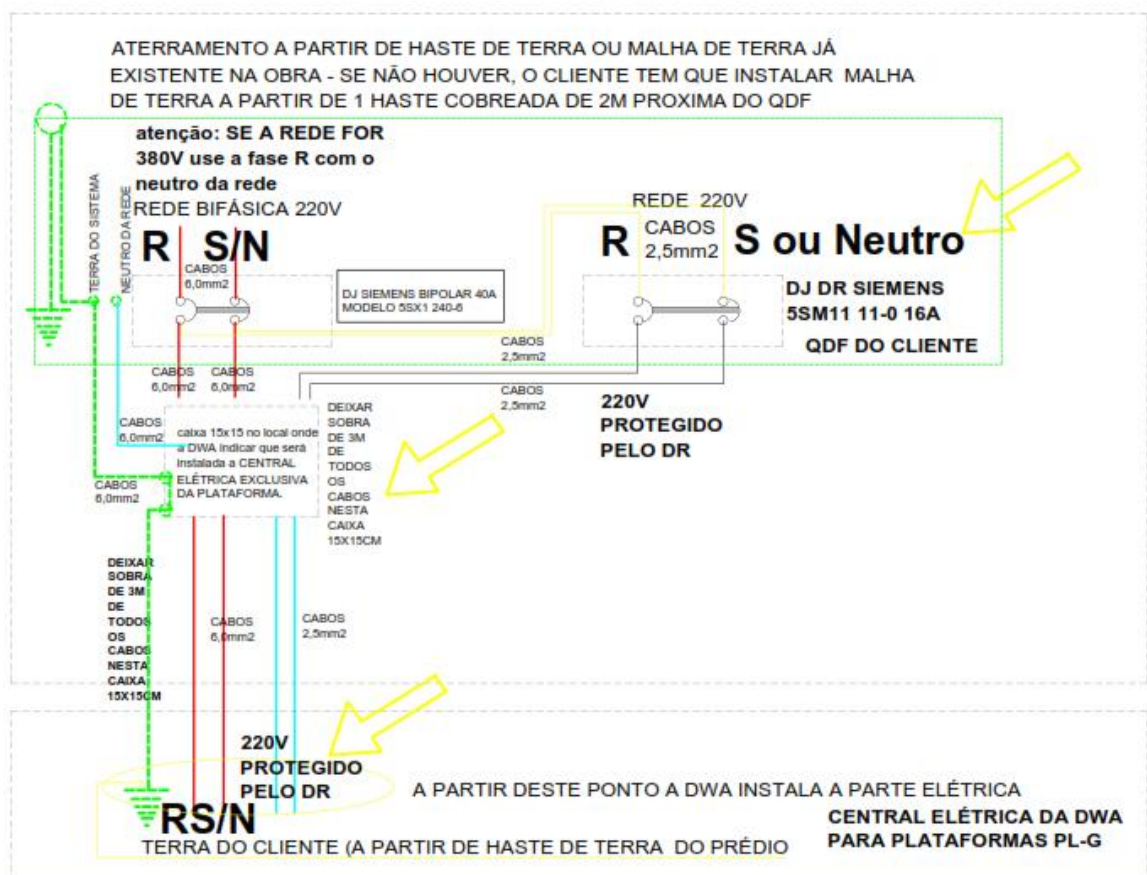 ATERRAMENTO A PARTIR DE HASTE DE TERRA OU MALHA DE TERRA JÁ
EXISTENTE NA OBRA - SE NÃO HOUVER, O CLIENTE TEM QUE INSTALAR MALHA
DE TERRA A PARTIR DE 1 HASTE COBREADA DE 2M PROXIMA DO QDF
atenção: SE A REDE FOR
380V use a fase R com o
neutro da rede
REDE BIFÁSICA 220V
TERRA DO SISTEMA
NEUTRO DA REDE
R S/N
CABOS
6,0mm2
DJ SIEMENS BIPOLAR 40A
MODELO 5SX1 240-6
REDE 220V
CABOS
2,5mm2
R
S ou Neutro
DJ DR SIEMENS
5SM11 11-0 16A
QDF DO CLIENTE
CABOS
2,5mm2
CABOS
6,0mm2
CABOS
6,0mm2
CABOS
2,5mm2
220V
PROTEGIDO
PELO DR
CABOS
6,0mm2
caixa 15x15 no local onde
a DWA indicar que será
instalada a CENTRAL
ELÉTRICA EXCLUSIVA
DA PLATAFORMA.
DEIXAR
SOBRA
DE 3M
DE
TODOS
OS
CABOS
NESTA
CAIXA
15X15CM
CABOS
6,0mm2
DEIXAR
SOBRA
DE 3M
DE
TODOS
OS
CABOS
NESTA
CAIXA
15X15CM
CABOS
6,0mm2
CABOS
2,5mm2
220V
PROTEGIDO
PELO DR
RS/N
A PARTIR DESTE PONTO A DWA INSTALA A PARTE ELÉTRICA
CENTRAL ELÉTRICA DA DWA
PARA PLATAFORMAS PL-G
TERRA DO CLIENTE (A PARTIR DE HASTE DE TERRA DO PRÉDIO